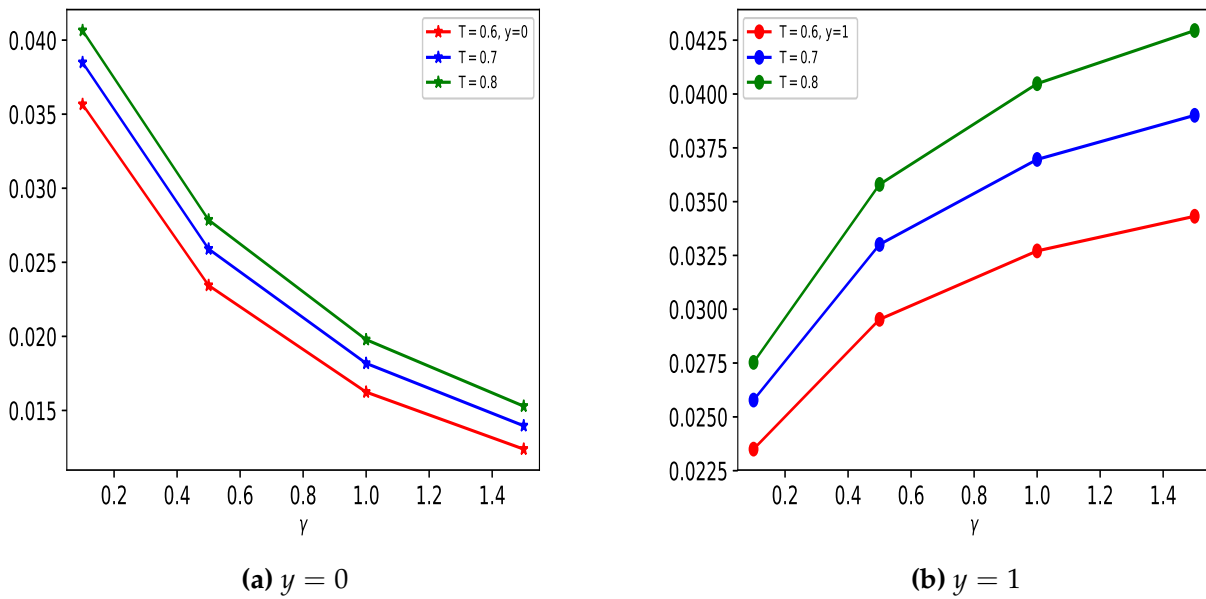 0.040
0.035
0.030
0.025
0.020
0.015
0.2 0.4 0.6 0.8 1.0 1.2 1.4
γ
T = 0.6, y=0
T = 0.7
T = 0.8
(a) y = 0
0.0425
0.0400
0.0375
0.0350
0.0325
0.0300
0.0275
0.0250
0.0225
0.2 0.4 0.6 0.8 1.0 1.2 1.4
γ
T = 0.6, y=1
T = 0.7
T = 0.8
(b) y = 1